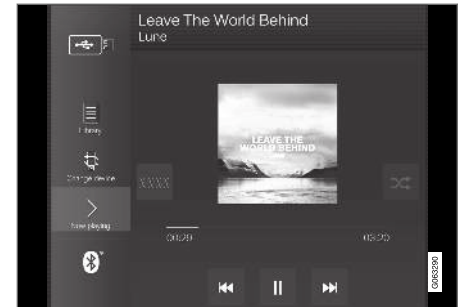 Leave The World Behind
Lune
Library
Change device
Now playing
LEAVE THE
WORLD BEHIND
XXXX
00:29
03:20
G063290